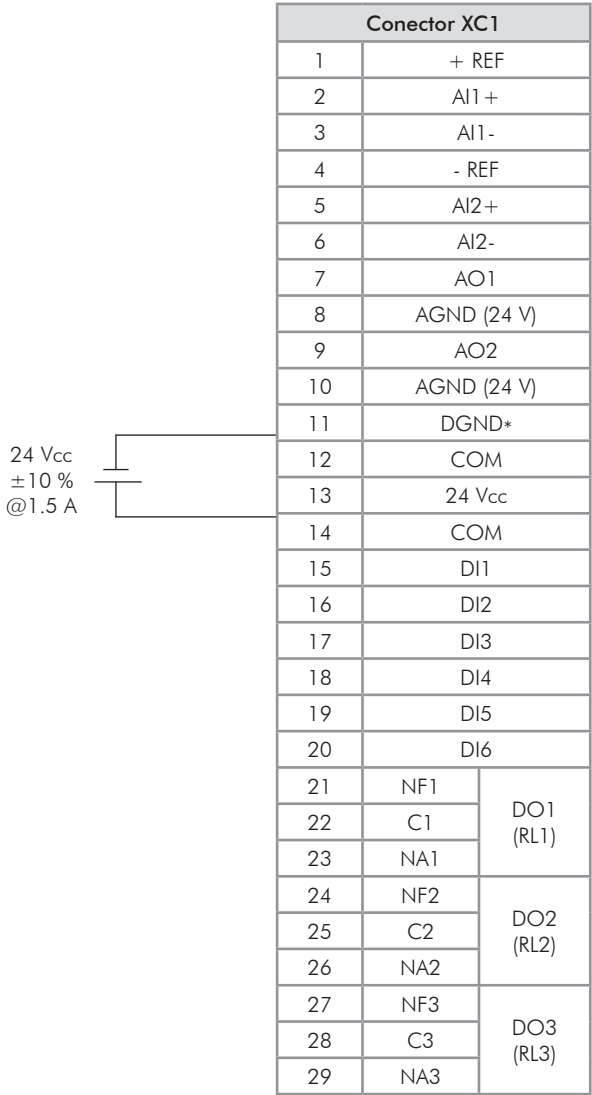 Conector XC1
1 + REF
2 AI1+
3 AI1-
4 - REF
5 AI2+
6 AI2-
7 AO1
8 AGND (24 V)
9 AO2
10 AGND (24 V)
11 DGND*
12 COM
13 24 Vcc
14 COM
15 DI1
16 DI2
17 DI3
18 DI4
19 DI5
20 DI6
21 NF1
22 C1
23 NA1
DO1
(RL1)
24 NF2
25 C2
26 NA2
DO2
(RL2)
27 NF3
28 C3
29 NA3
DO3
(RL3)
24 Vcc
±10 %
@1.5 A